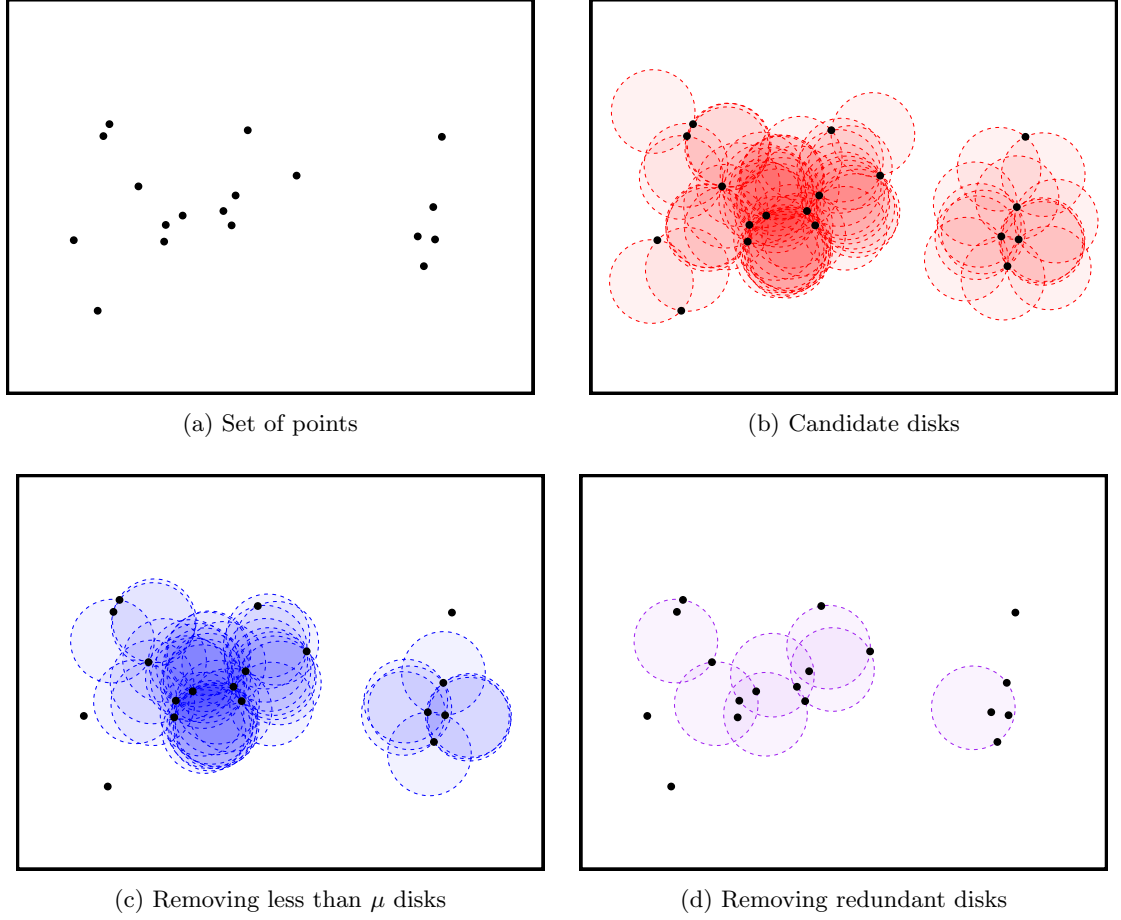 (a) Set of points
(b) Candidate disks
(c) Removing less than μ disks
(d) Removing redundant disks